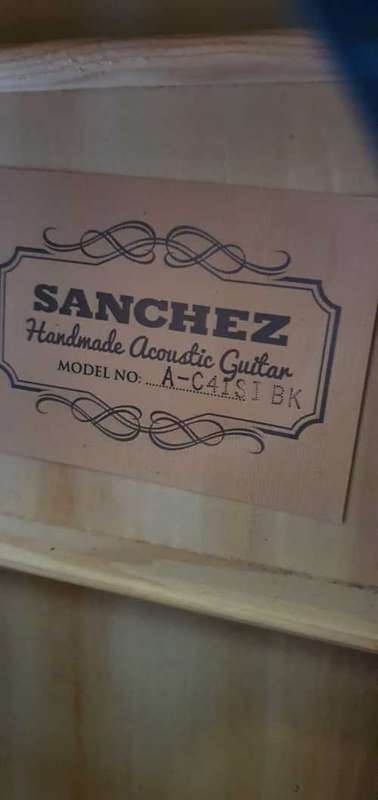 SANCHEZ
Handmade Acoustic Guitar
MODEL NO: A-C41SI BK